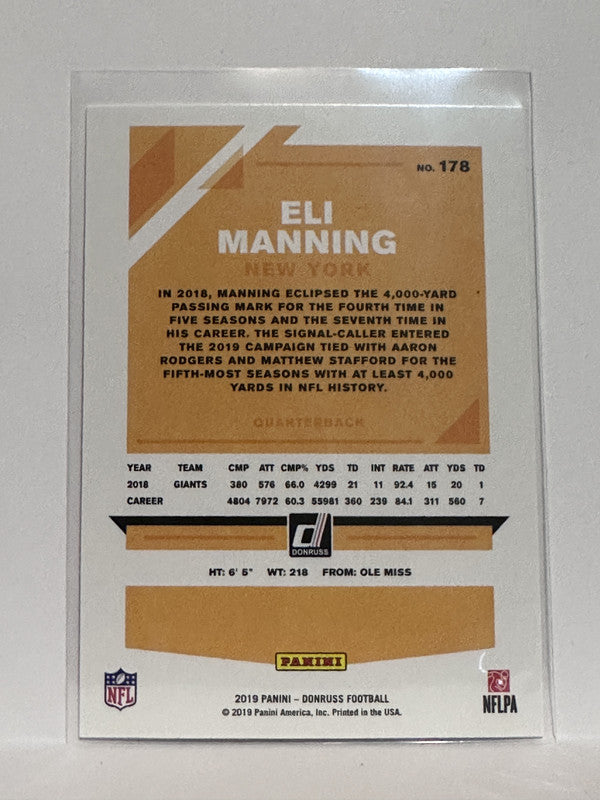 NO. 178
ELI
MANNING
NEW YORK
IN 2018, MANNING ECLIPSED THE 4,000-YARD
PASSING MARK FOR THE FOURTH TIME IN
FIVE SEASONS AND THE SEVENTH TIME IN
HIS CAREER. THE SIGNAL-CALLER ENTERED
THE 2019 CAMPAIGN TIED WITH AARON
RODGERS AND MATTHEW STAFFORD FOR THE
FIFTH-MOST SEASONS WITH AT LEAST 4,000
YARDS IN NFL HISTORY.
QUARTERBACK
YEAR TEAM CMP ATT CMP% YDS TD INT RATE ATT YDS TD
2018 GIANTS 380 576 66.0 4299 21 11 92.4 15 20 1
CAREER 4804 7972 60.3 55981 360 239 84.1 311 560 7
d
DONRUSS
HT: 6' 5" WT: 218 FROM: OLE MISS
PANINI
NFL
2019 PANINI – DONRUSS FOOTBALL
© 2019 Panini America, Inc. Printed in the USA.
NFLPA